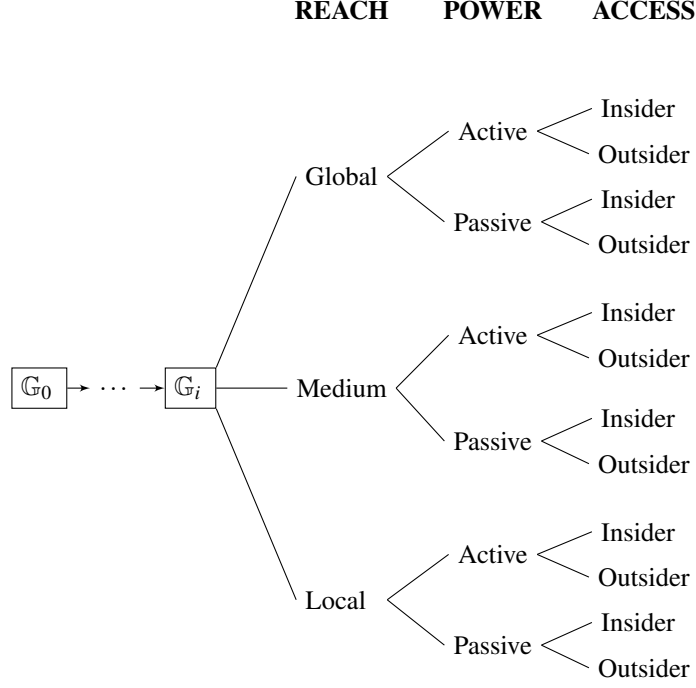 REACH POWER ACCESS
Insider
Active
Outsider
Global
Insider
Passive
Outsider
Insider
Active
Outsider
𝔾₀ ··· 𝔾ᵢ Medium
Insider
Passive
Outsider
Insider
Active
Outsider
Local
Insider
Passive
Outsider